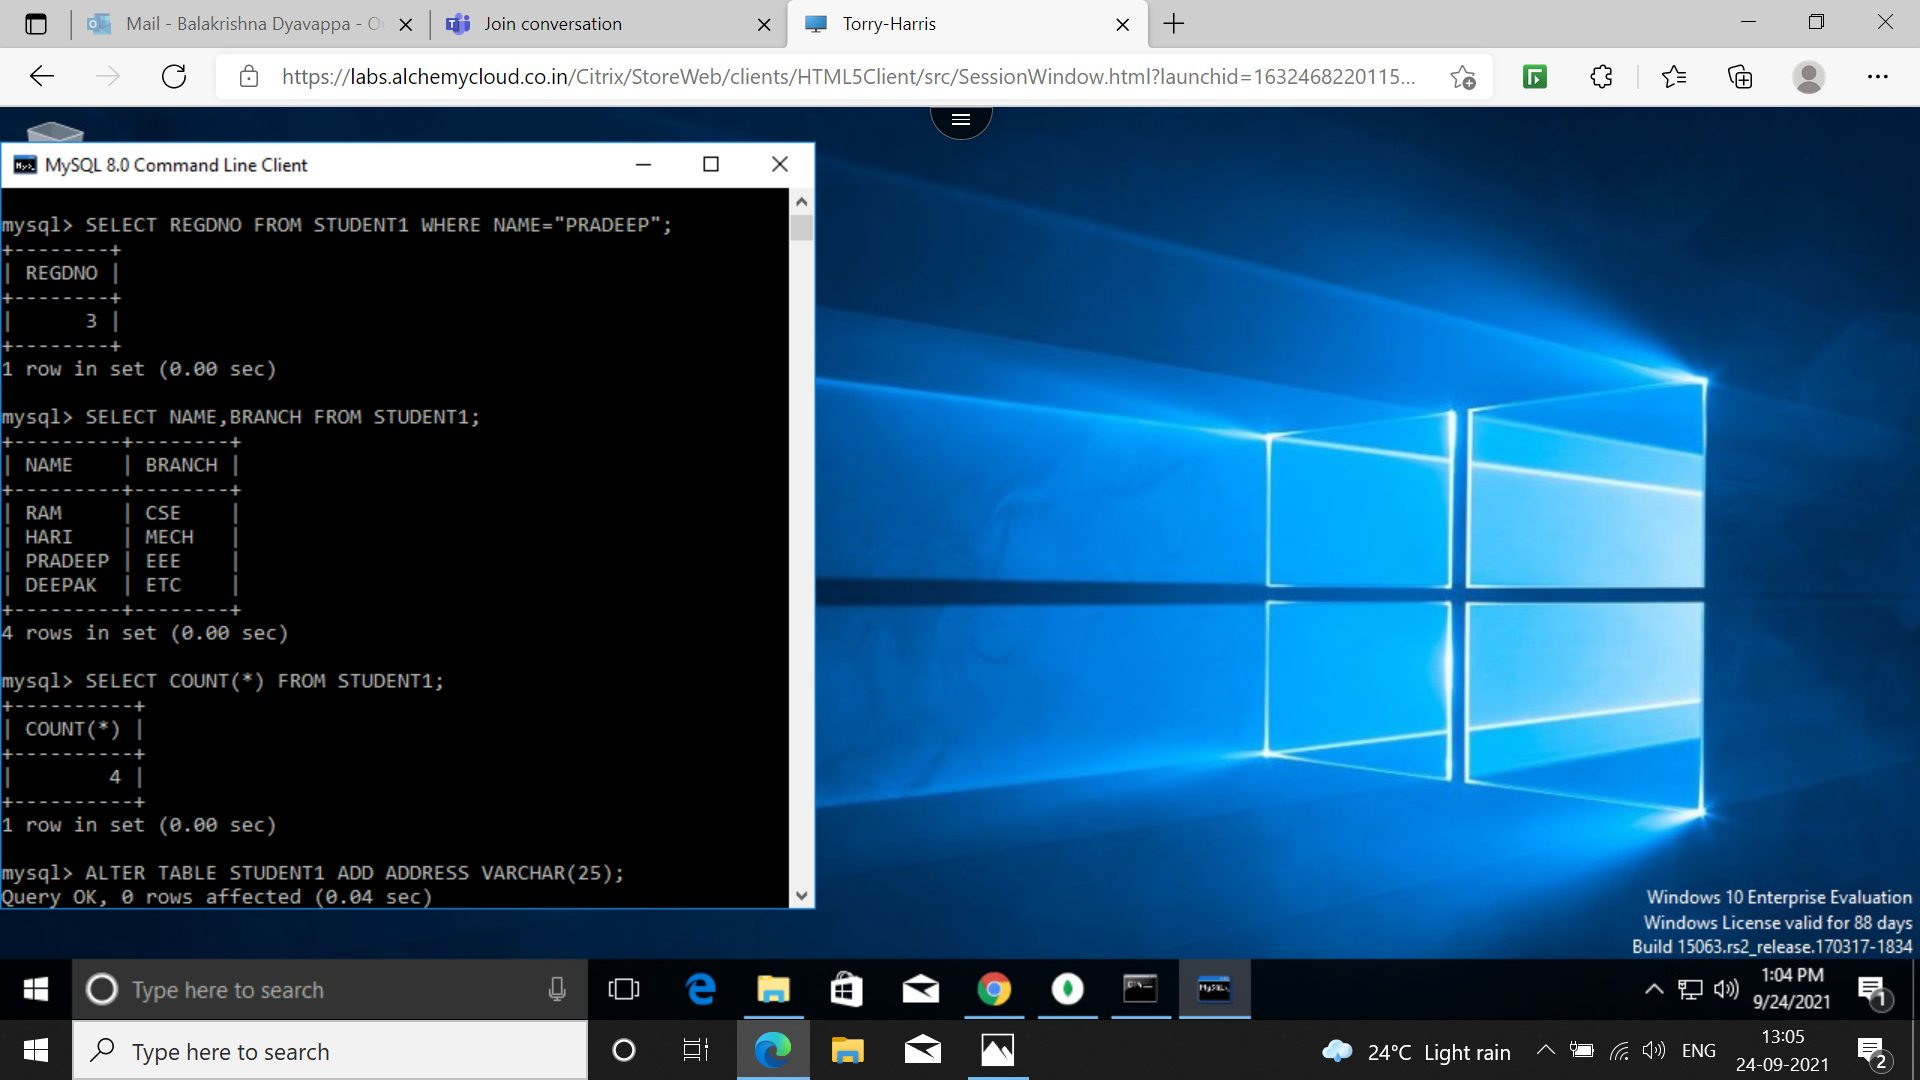 Mail - Balakrishna Dyavappa - Ou
Join conversation
Torry-Harris
https://labs.alchemycloud.co.in/Citrix/StoreWeb/clients/HTML5Client/src/SessionWindow.html?launchid=1632468220115...
MySQL 8.0 Command Line Client
mysql> SELECT REGDNO FROM STUDENT1 WHERE NAME="PRADEEP";
+--------+
| REGDNO |
+--------+
|      3 |
+--------+
1 row in set (0.00 sec)
mysql> SELECT NAME,BRANCH FROM STUDENT1;
+---------+--------+
| NAME    | BRANCH |
+---------+--------+
| RAM     | CSE    |
| HARI    | MECH   |
| PRADEEP | EEE    |
| DEEPAK  | ETC    |
+---------+--------+
4 rows in set (0.00 sec)
mysql> SELECT COUNT(*) FROM STUDENT1;
+----------+
| COUNT(*) |
+----------+
|        4 |
+----------+
1 row in set (0.00 sec)
mysql> ALTER TABLE STUDENT1 ADD ADDRESS VARCHAR(25);
Query OK, 0 rows affected (0.04 sec)
Windows 10 Enterprise Evaluation
Windows License valid for 88 days
Build 15063.rs2_release.170317-1834
Type here to search
1:04 PM
9/24/2021
1
Type here to search
24°C Light rain
ENG
13:05
24-09-2021
2